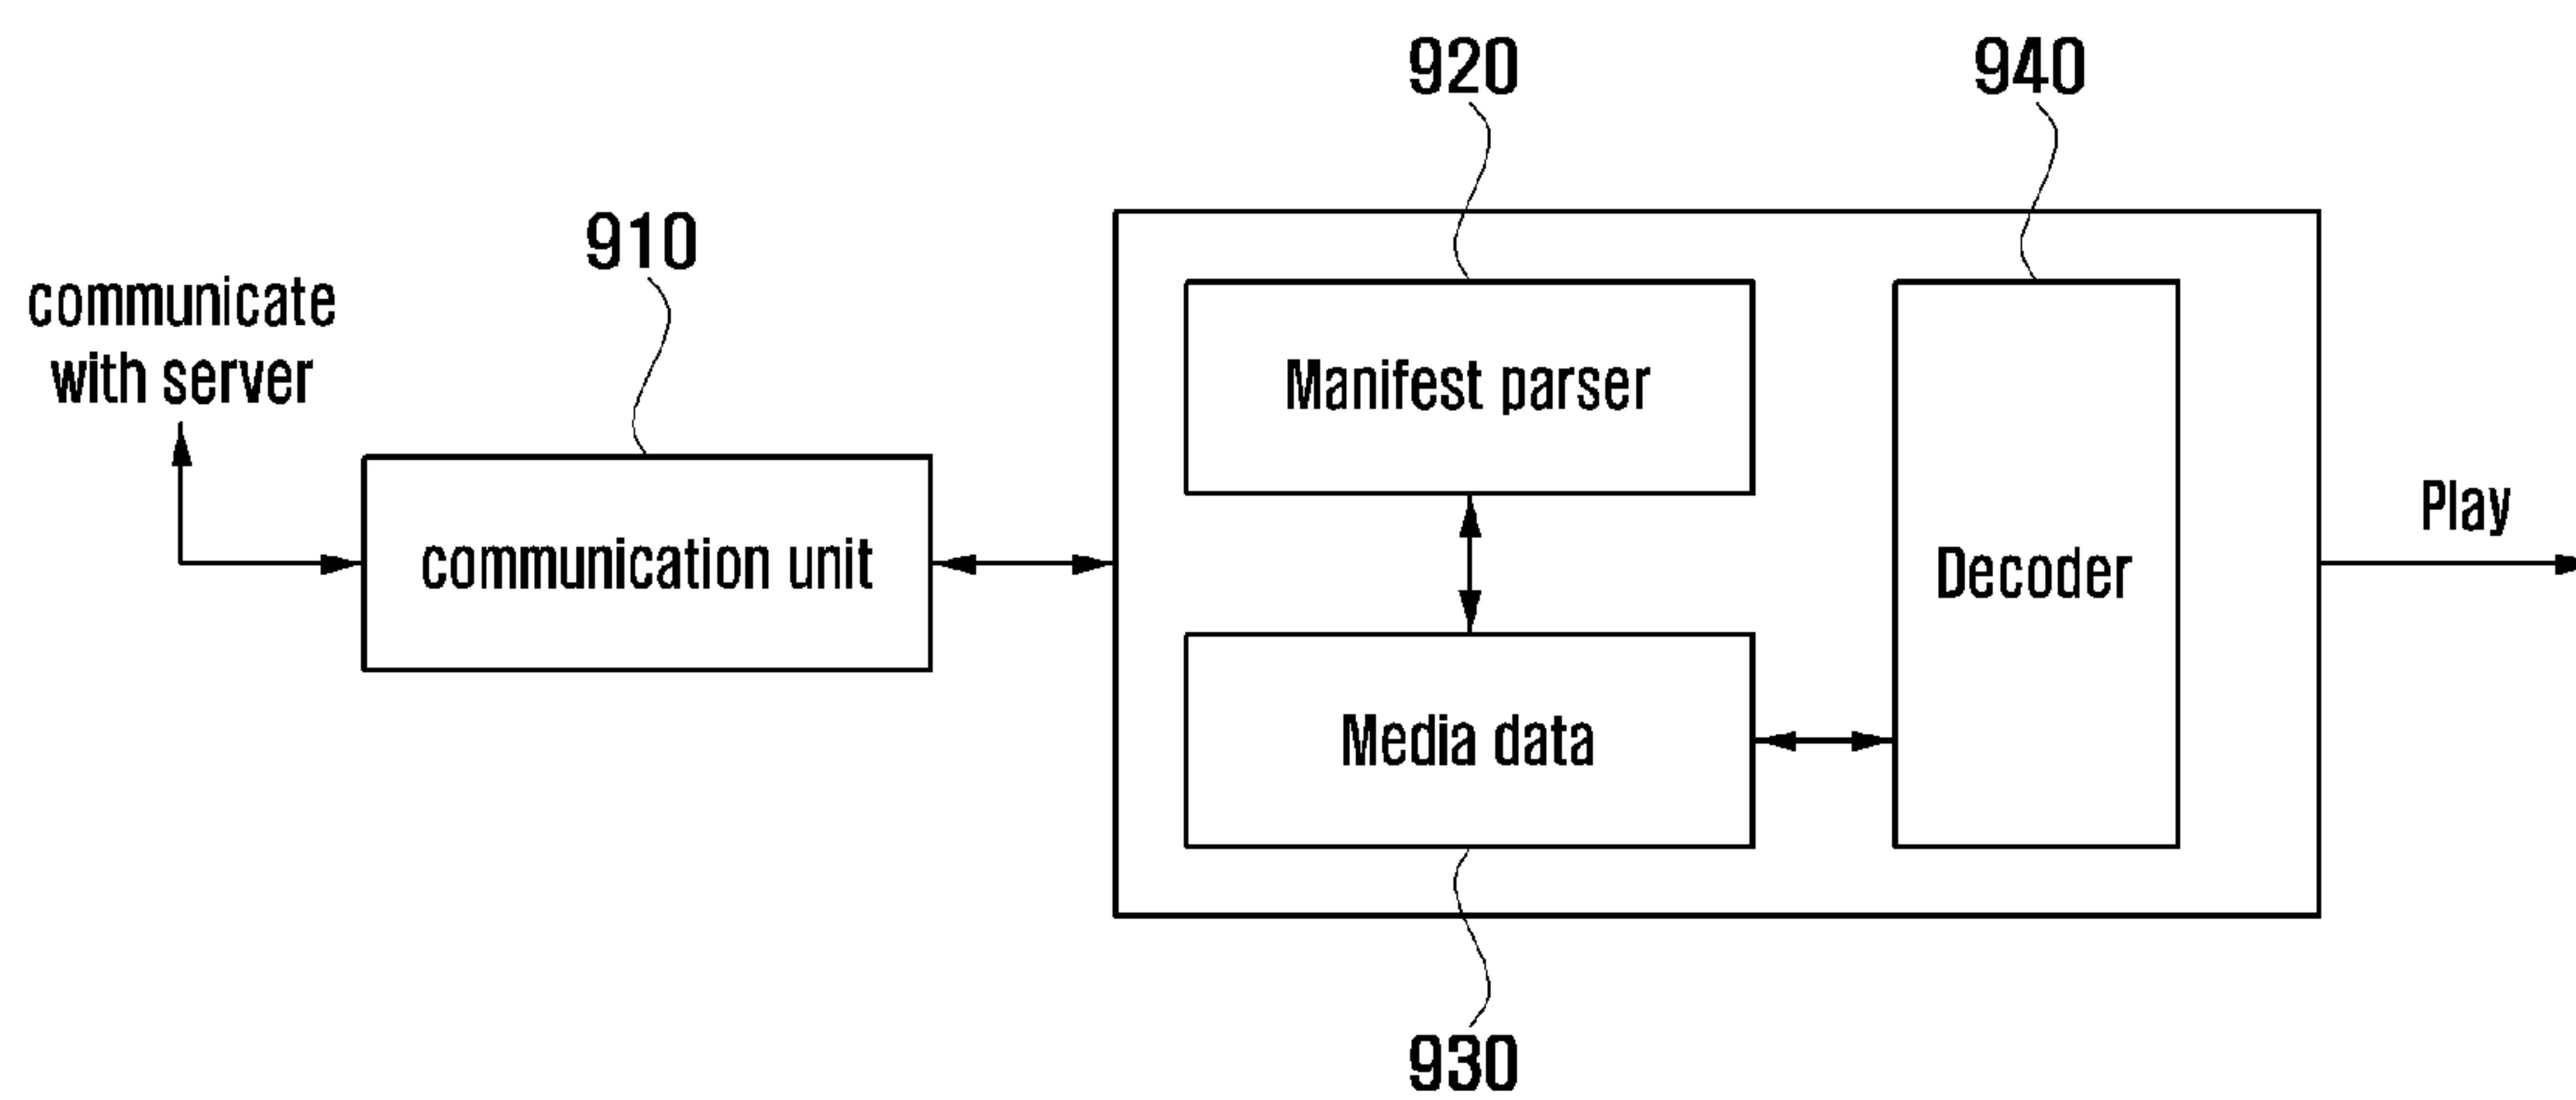 920
940
910
communicate
with server
Manifest parser
Play
communication unit
Decoder
Media data
930